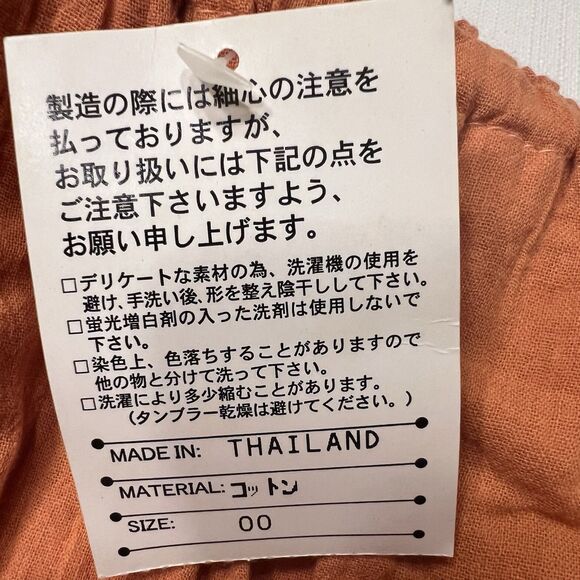 製造の際には細心の注意を
払っておりますが、
お取り扱いには下記の点を
ご注意下さいますよう、
お願い申し上げます。
□デリケートな素材の為、洗濯機の使用を
避け、手洗い後、形を整え陰干しして下さい。
□蛍光増白剤の入った洗剤は使用しないで
下さい。
□染色上、色落ちすることがありますので
他の物と分けて洗って下さい。
□洗濯により多少縮むことがあります。
(タンブラー乾燥は避けてください。)
MADE IN: THAILAND
MATERIAL: コットン
SIZE: 00